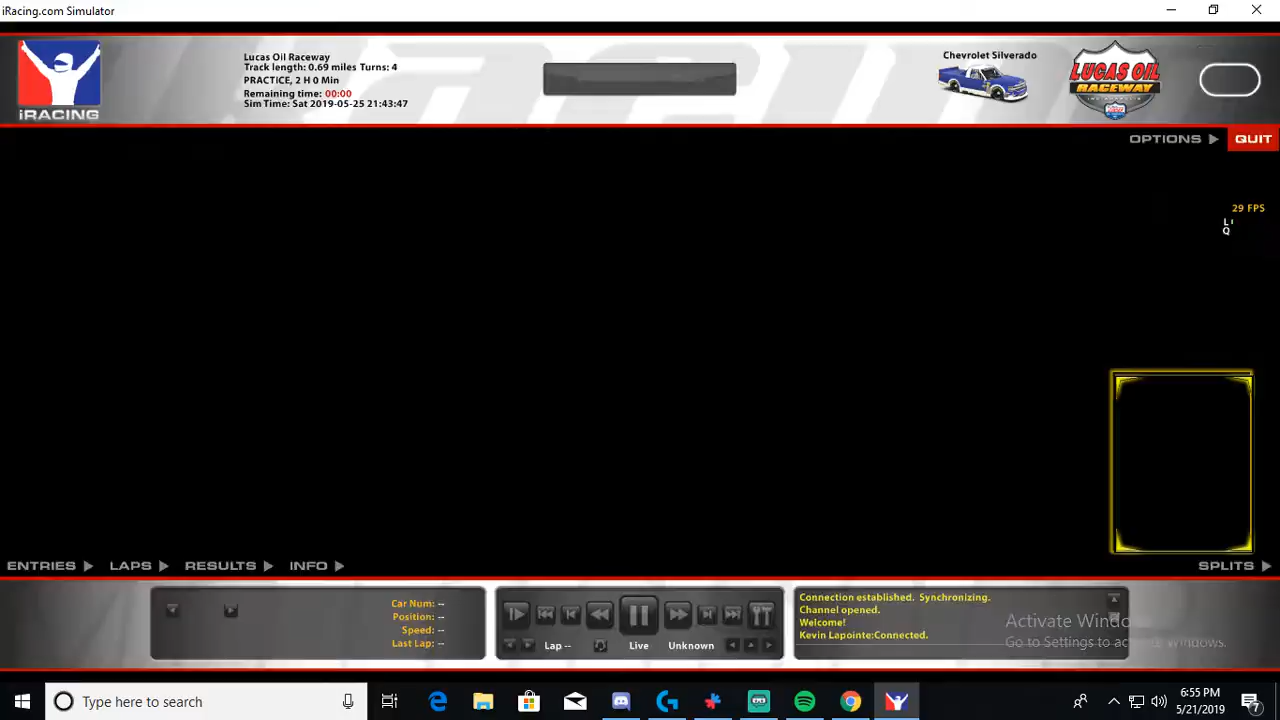 iRacing.com Simulator
iRACING
Lucas Oil Raceway
Track length: 0.69 miles Turns: 4
PRACTICE, 2 H 0 Min
Remaining time: 00:00
Sim Time: Sat 2019-05-25 21:43:47
Chevrolet Silverado
LUCAS OIL
RACEWAY
OPTIONS
QUIT
29 FPS
L
Q
ENTRIES
LAPS
RESULTS
INFO
SPLITS
Car Num: --
Position: --
Speed: --
Last Lap: --
Lap --
Live
Unknown
Connection established. Synchronizing.
Channel opened.
Welcome!
Kevin Lapointe:Connected.
Activate Windo
Go to Settings to activate Windows.
Type here to search
6:55 PM
5/21/2019
7